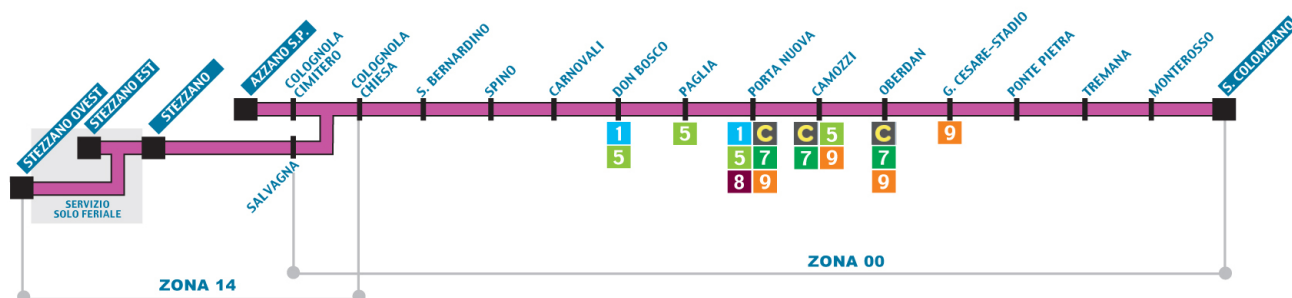 STEZZANO OVEST
STEZZANO EST
STEZZANO
AZZANO S.P.
COLOGNOLA
CIMITERO
COLOGNOLA
CHIESA
S. BERNARDINO
SPINO
CARNOVALI
DON BOSCO
PAGLIA
PORTA NUOVA
CAMOZZI
OBERDAN
G. CESARE-STADIO
PONTE PIETRA
TREMANA
MONTEROSSO
S. COLOMBANO
1
5
5
1 C
5 7
8 9
C 5
7 9
C
7
9
9
SALVAGNA
SERVIZIO
SOLO FERIALE
ZONA 00
ZONA 14